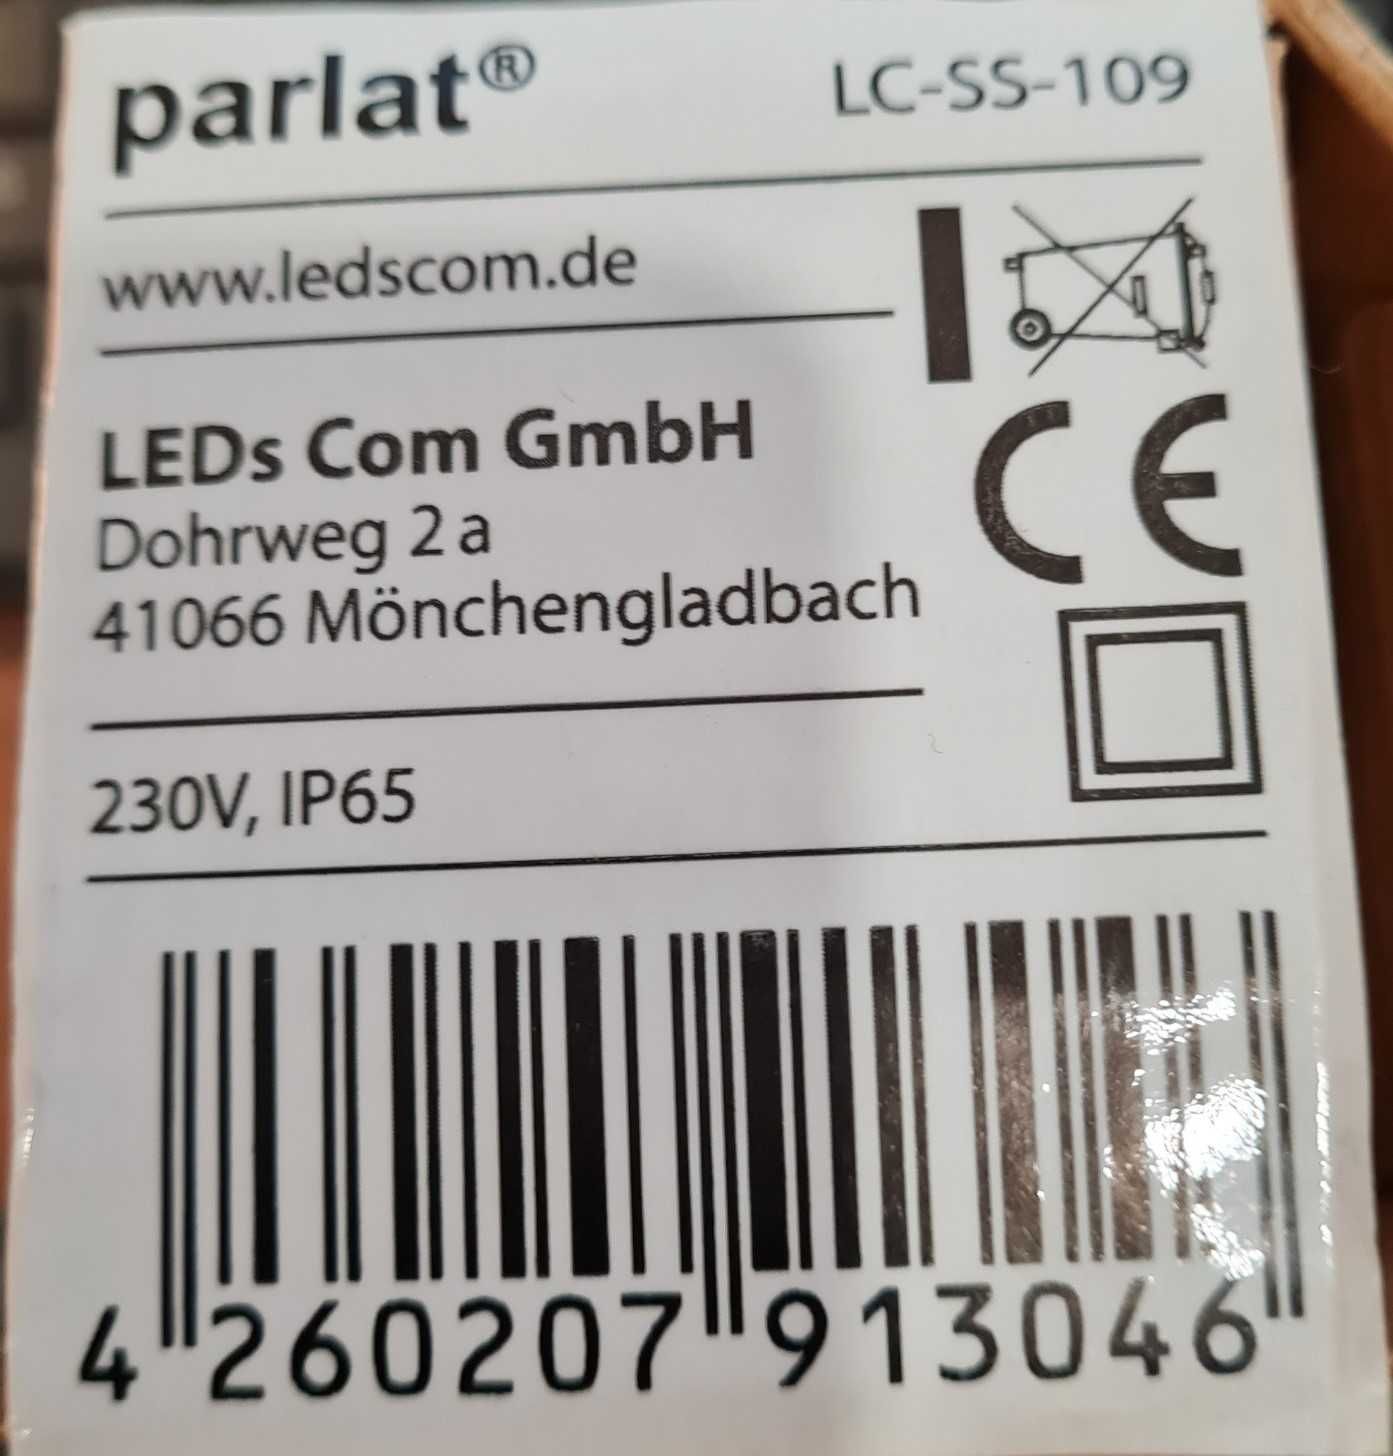 parlat® LC-SS-109
www.ledscom.de
CE
LEDs Com GmbH
Dohrweg 2 a
41066 Mönchengladbach
230V, IP65
4 260207 913046